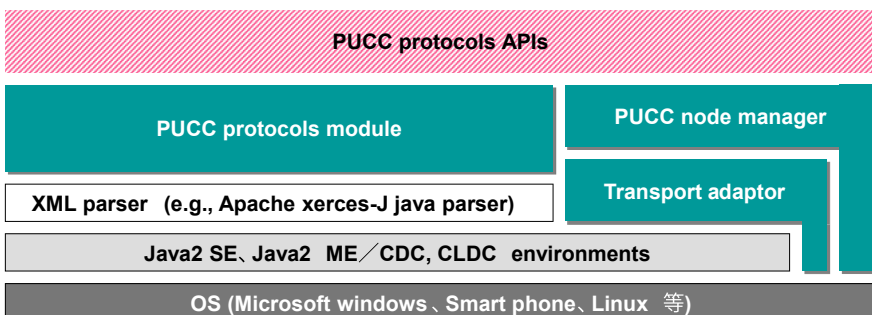 PUCC protocols APIs
PUCC protocols module
PUCC node manager
Transport adaptor
XML parser (e.g., Apache xerces-J java parser)
Java2 SE、Java2 ME／CDC, CLDC environments
OS (Microsoft windows、Smart phone、Linux 等)